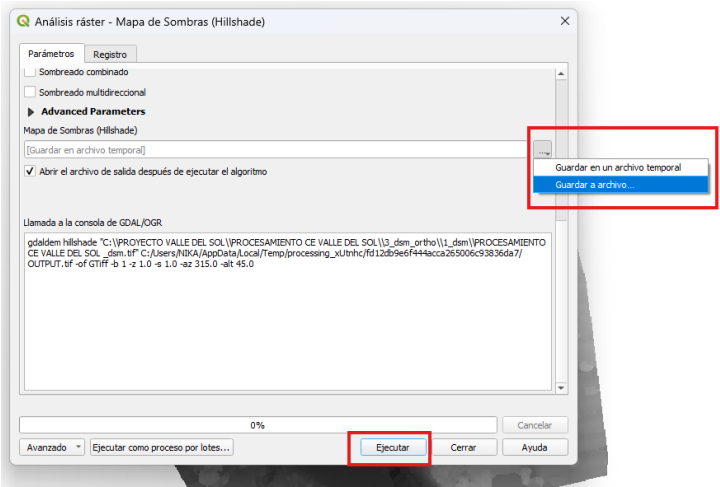 Análisis ráster - Mapa de Sombras (Hillshade)
Parámetros Registro
Sombreado combinado
Sombreado multidireccional
Advanced Parameters
Mapa de Sombras (Hillshade)
[Guardar en archivo temporal] ...
Guardar en un archivo temporal
Abrir el archivo de salida después de ejecutar el algoritmo
Guardar a archivo...
Llamada a la consola de GDAL/OGR
gdaldem hillshade "C:\\PROYECTO VALLE DEL SOL\\PROCESAMIENTO CE VALLE DEL SOL\\3_dsm_ortho\\1_dsm\\PROCESAMIENTO
CE VALLE DEL SOL _dsm.tif" C:/Users/NIKA/AppData/Local/Temp/processing_xUtnhc/fd12db9e6f444acca265006c93836da7/
OUTPUT.tif -of GTiff -b 1 -z 1.0 -s 1.0 -az 315.0 -alt 45.0
0%
Cancelar
Avanzado Ejecutar como proceso por lotes... Ejecutar Cerrar Ayuda